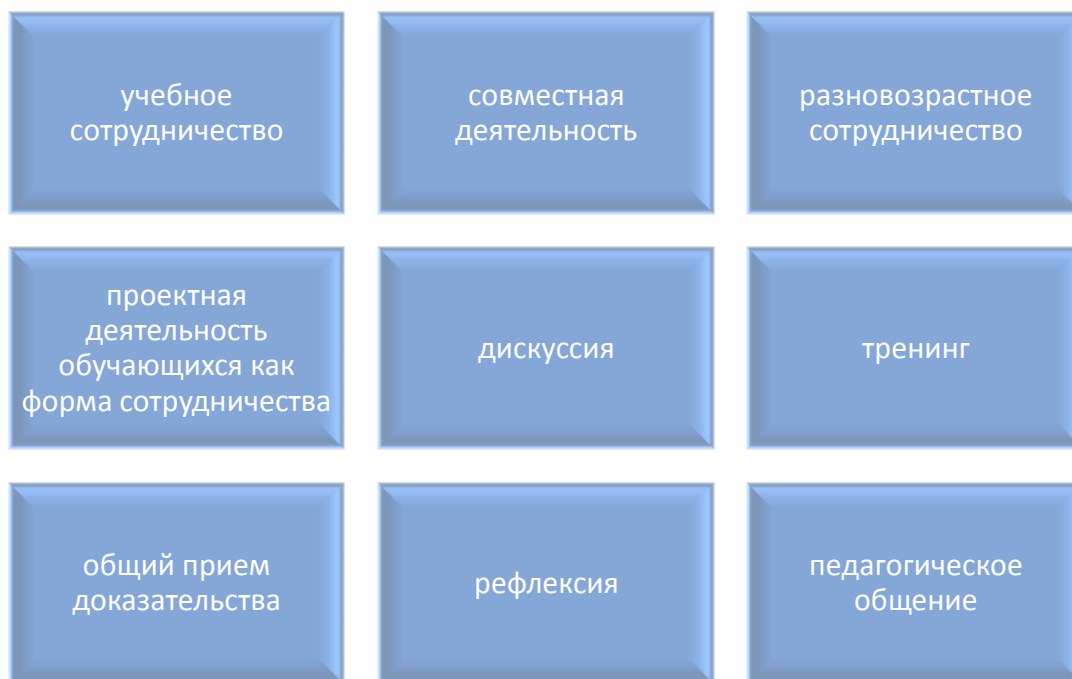 учебное
сотрудничество
совместная
деятельность
разновозрастное
сотрудничество
проектная
деятельность
обучающихся как
форма сотрудничества
дискуссия
тренинг
общий прием
доказательства
рефлексия
педагогическое
общение